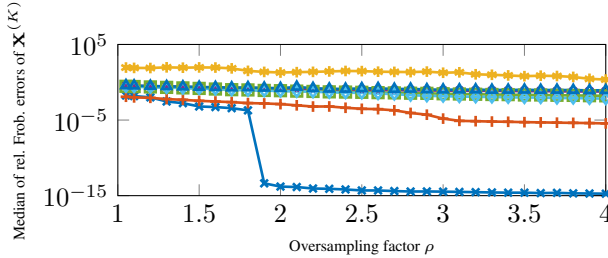 Median of rel. Frob. errors of X^(K)
10^5
10^−5
10^−15
1 1.5 2 2.5 3 3.5 4
Oversampling factor ρ